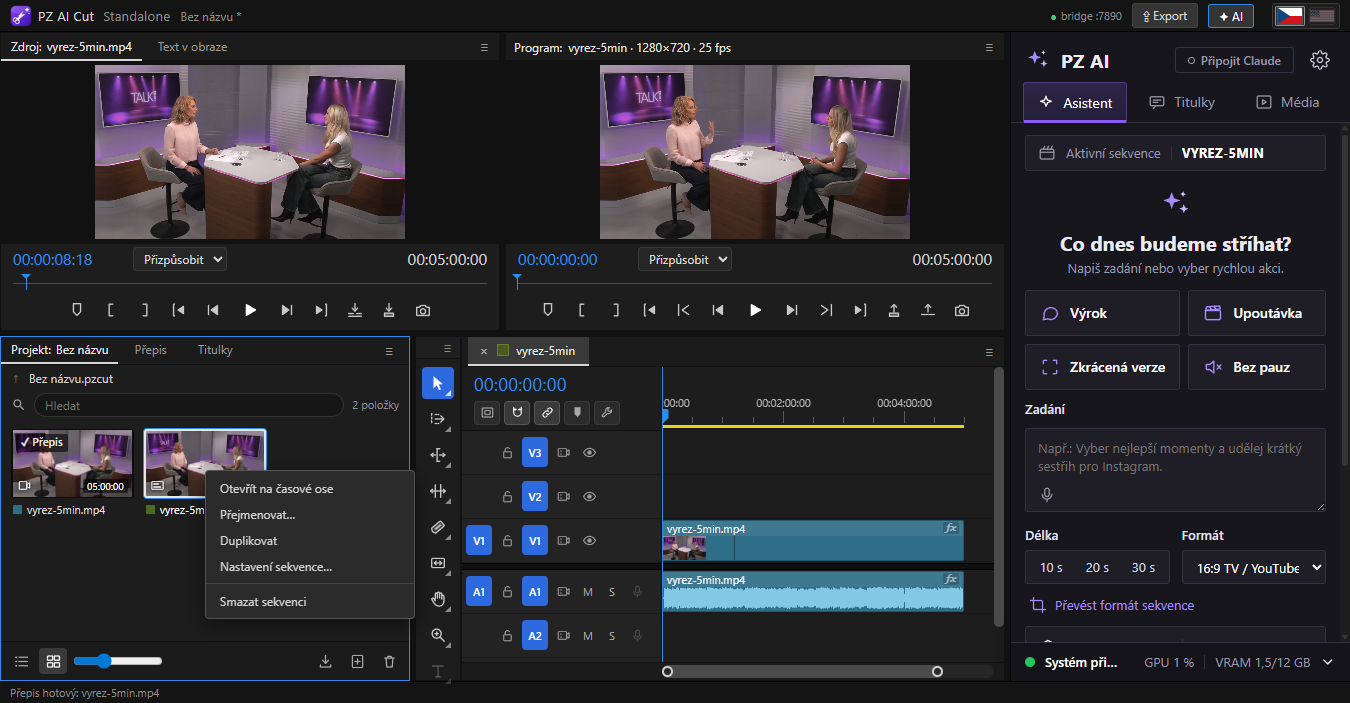 PZ AI Cut Standalone Bez názvu *
bridge :7890 Export AI
Zdroj: vyrez-5min.mp4 Text v obraze
Program: vyrez-5min · 1280×720 · 25 fps
TALK!
TALK!
00:00:08:18 Přizpůsobit 00:05:00:00
00:00:00:00 Přizpůsobit 00:05:00:00
Projekt: Bez názvu Přepis Titulky
Bez názvu.pzcut
Hledat 2 položky
✓ Přepis
05:00:00
vyrez-5min.mp4
vyrez-5m
Otevřít na časové ose
Přejmenovat...
Duplikovat
Nastavení sekvence...
Smazat sekvenci
× vyrez-5min
00:00:00:00
00:00 00:02:00:00 00:04:00:00
V3
V2
V1 V1
vyrez-5min.mp4 fx
A1 A1 M S
vyrez-5min.mp4 fx
A2 M S
PZ AI Připojit Claude
Asistent Titulky Média
Aktivní sekvence VYREZ-5MIN
Co dnes budeme stříhat?
Napiš zadání nebo vyber rychlou akci.
Výrok Upoutávka
Zkrácená verze Bez pauz
Zadání
Např.: Vyber nejlepší momenty a udělej krátký
sestřih pro Instagram.
Délka Formát
10 s 20 s 30 s 16:9 TV / YouTube
Převést formát sekvence
Systém při... GPU 1 % VRAM 1,5/12 GB
Přepis hotový: vyrez-5min.mp4